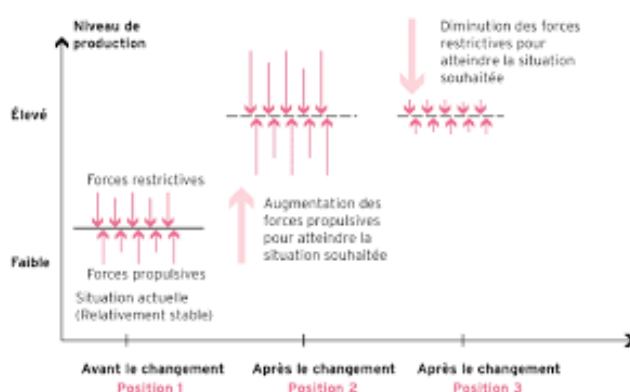 Niveau de
production
Diminution des forces
restrictives pour
atteindre la situation
souhaitée
Élevé
Forces restrictives
Augmentation des
forces propulsives
pour atteindre la
situation souhaitée
Faible
Forces propulsives
Situation actuelle
(Relativement stable)
Avant le changement
Position 1
Après le changement
Position 2
Après le changement
Position 3